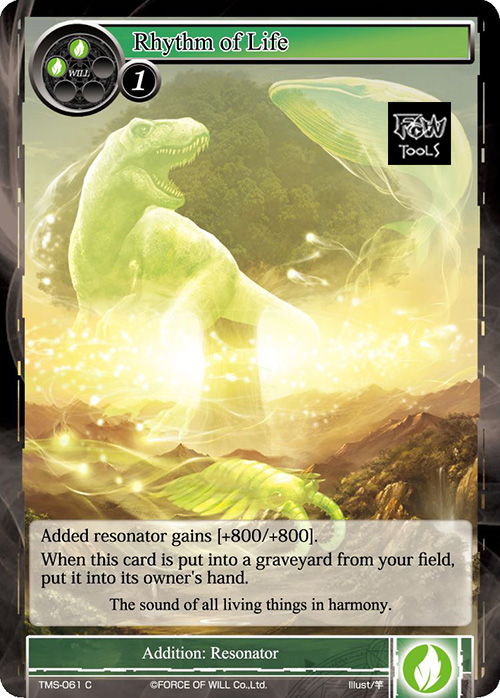 Rhythm of Life
WILL
1
FOW
TOOLS
Added resonator gains [+800/+800].
When this card is put into a graveyard from your field,
put it into its owner's hand.
The sound of all living things in harmony.
Addition: Resonator
TMS-061 C ©FORCE OF WILL Co.,Ltd. Illust/竿